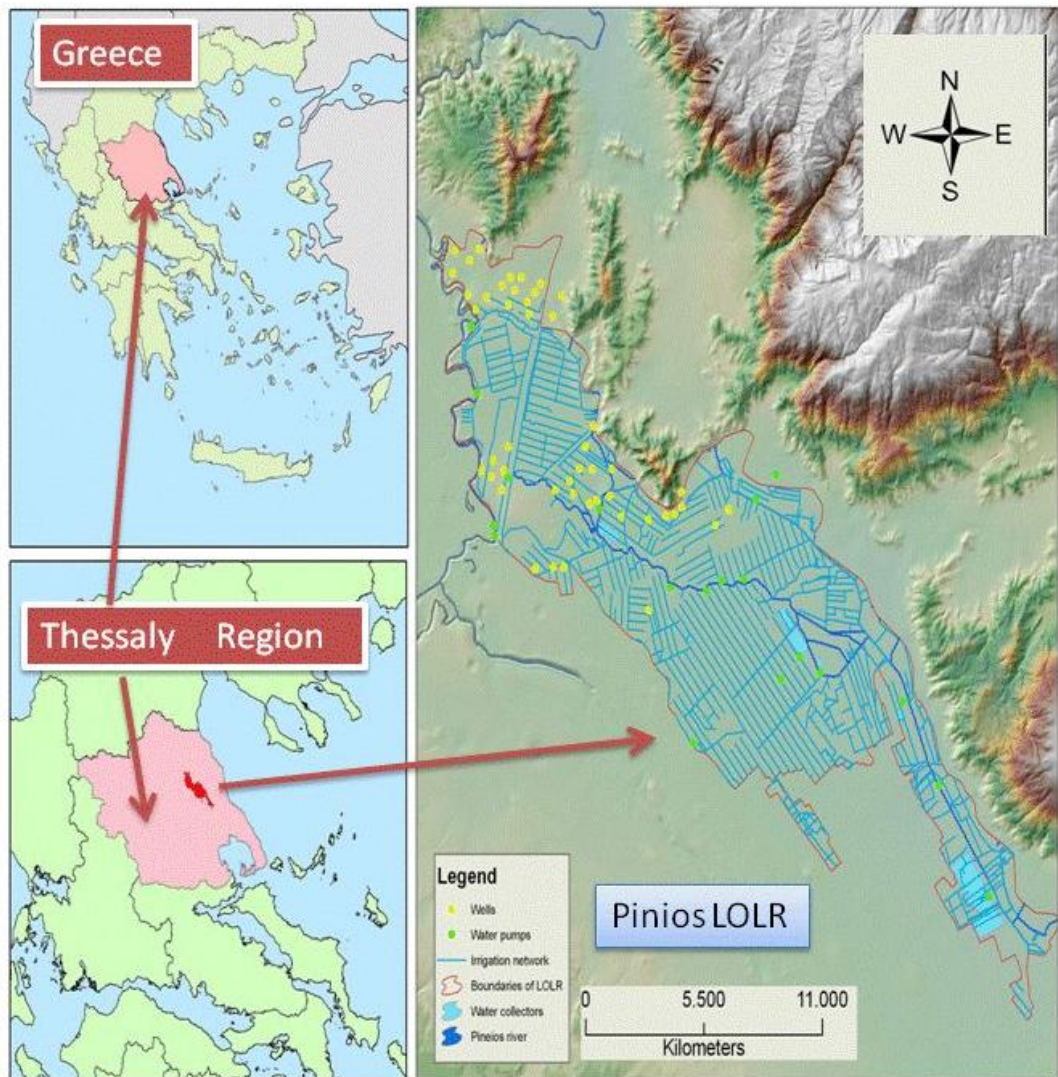 Greece
Thessaly Region
N
W E
S
Legend
Wells
Water pumps
Irrigation network
Boundaries of LOLR
Water collectors
Pineios river
Pinios LOLR
0 5.500 11.000
Kilometers